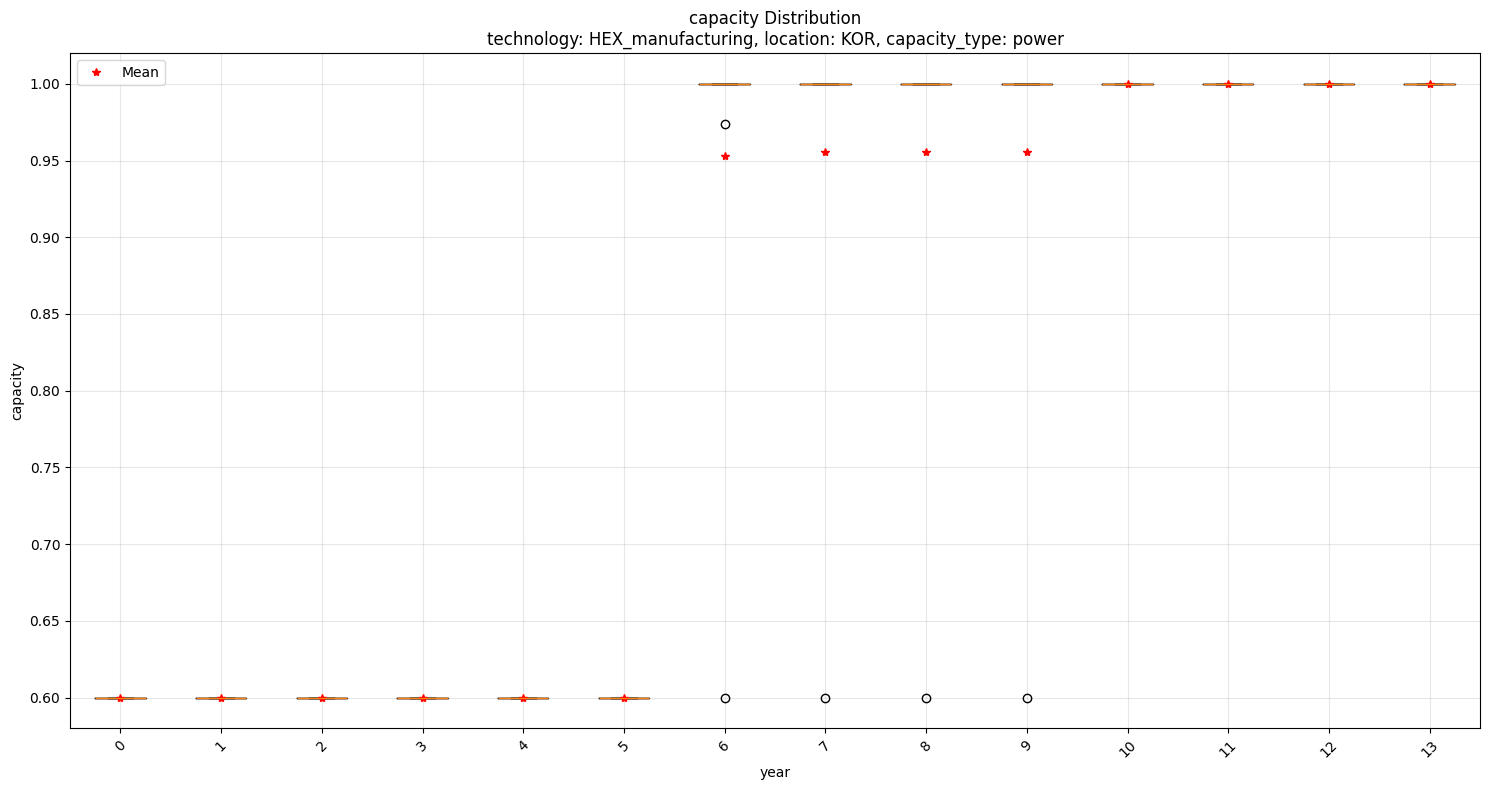 capacity Distribution
technology: HEX_manufacturing, location: KOR, capacity_type: power
Mean
capacity
1.00
0.95
0.90
0.85
0.80
0.75
0.70
0.65
0.60
0 1 2 3 4 5 6 7 8 9 10 11 12 13
year